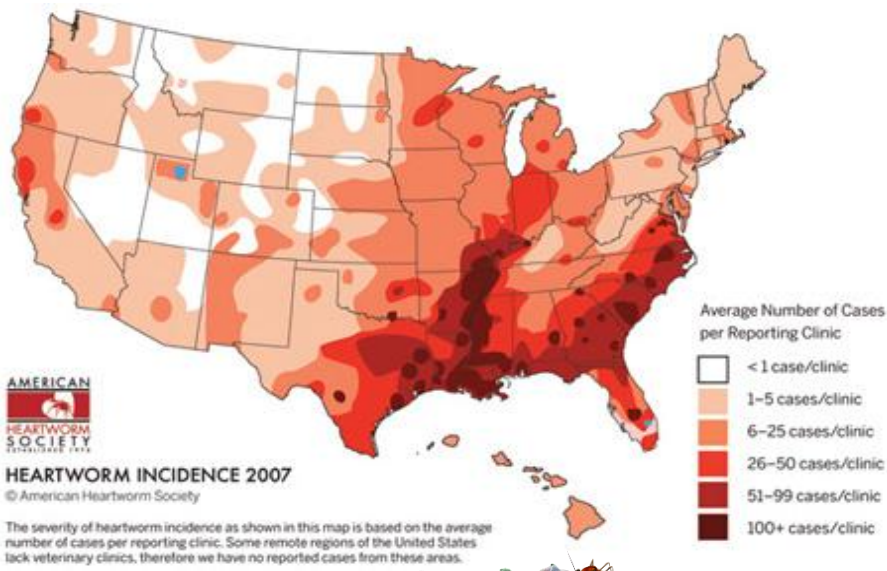 Average Number of Cases
per Reporting Clinic
< 1 case/clinic
1–5 cases/clinic
6–25 cases/clinic
26–50 cases/clinic
51–99 cases/clinic
100+ cases/clinic
AMERICAN
HEARTWORM
SOCIETY
ESTABLISHED 1974
HEARTWORM INCIDENCE 2007
© American Heartworm Society
The severity of heartworm incidence as shown in this map is based on the average
number of cases per reporting clinic. Some remote regions of the United States
lack veterinary clinics, therefore we have no reported cases from these areas.